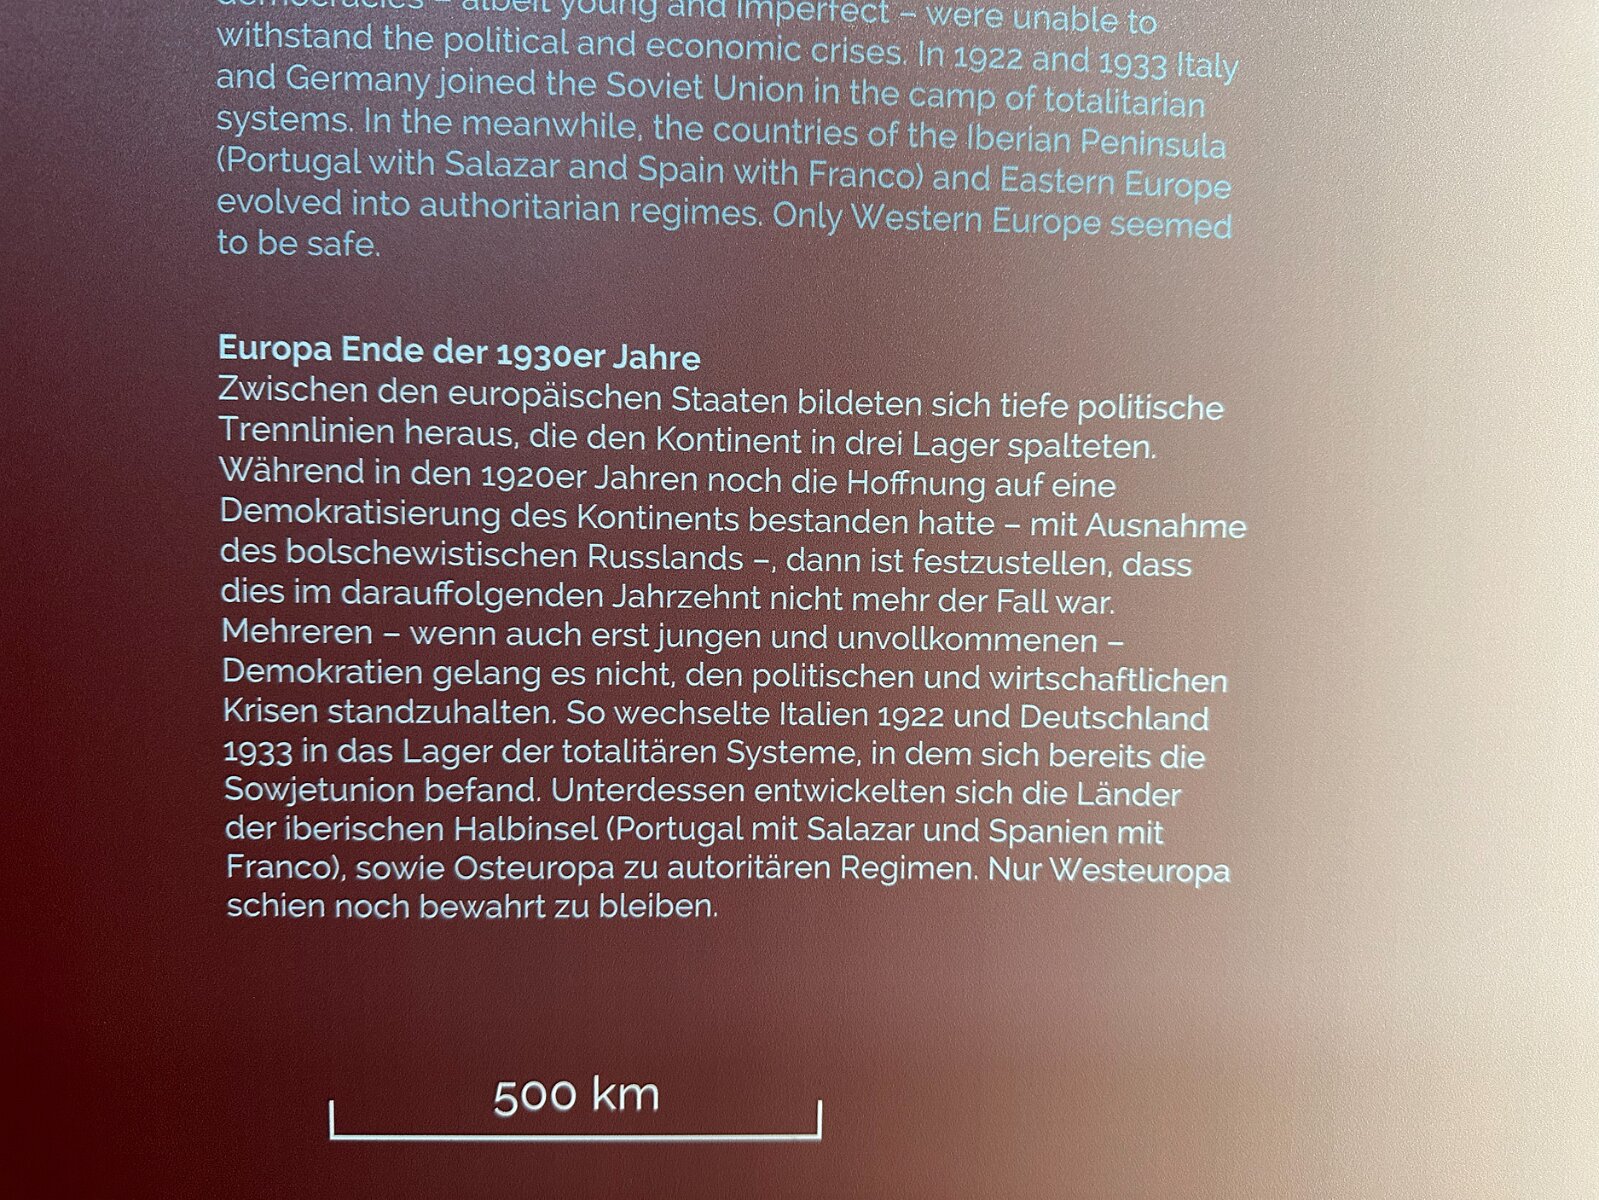 democracies – albeit young and imperfect – were unable to
withstand the political and economic crises. In 1922 and 1933 Italy
and Germany joined the Soviet Union in the camp of totalitarian
systems. In the meanwhile, the countries of the Iberian Peninsula
(Portugal with Salazar and Spain with Franco) and Eastern Europe
evolved into authoritarian regimes. Only Western Europe seemed
to be safe.
Europa Ende der 1930er Jahre
Zwischen den europäischen Staaten bildeten sich tiefe politische
Trennlinien heraus, die den Kontinent in drei Lager spalteten.
Während in den 1920er Jahren noch die Hoffnung auf eine
Demokratisierung des Kontinents bestanden hatte – mit Ausnahme
des bolschewistischen Russlands –, dann ist festzustellen, dass
dies im darauffolgenden Jahrzehnt nicht mehr der Fall war.
Mehreren – wenn auch erst jungen und unvollkommenen –
Demokratien gelang es nicht, den politischen und wirtschaftlichen
Krisen standzuhalten. So wechselte Italien 1922 und Deutschland
1933 in das Lager der totalitären Systeme, in dem sich bereits die
Sowjetunion befand. Unterdessen entwickelten sich die Länder
der iberischen Halbinsel (Portugal mit Salazar und Spanien mit
Franco), sowie Osteuropa zu autoritären Regimen. Nur Westeuropa
schien noch bewahrt zu bleiben.
500 km